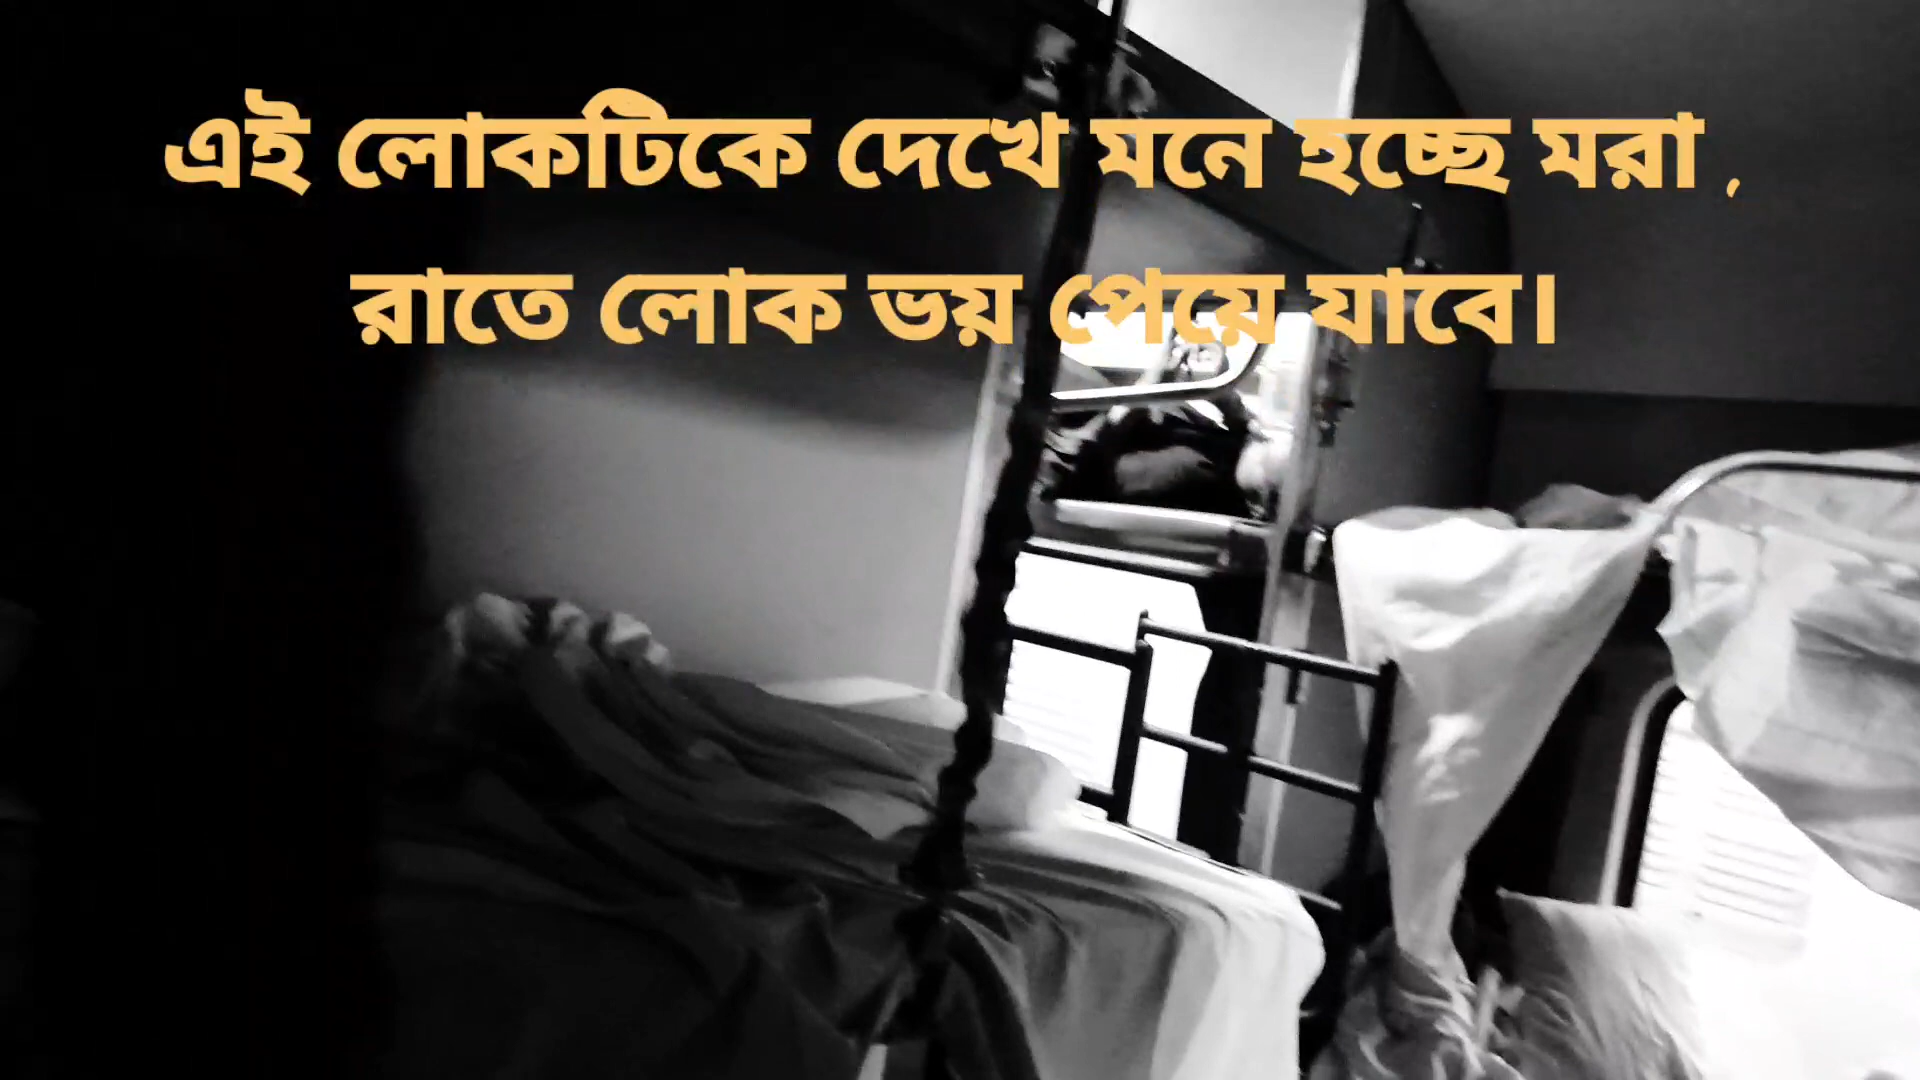 এই লোকটিকে দেখে মনে হচ্ছে মরা ,
রাতে লোক ভয় পেয়ে যাবে।